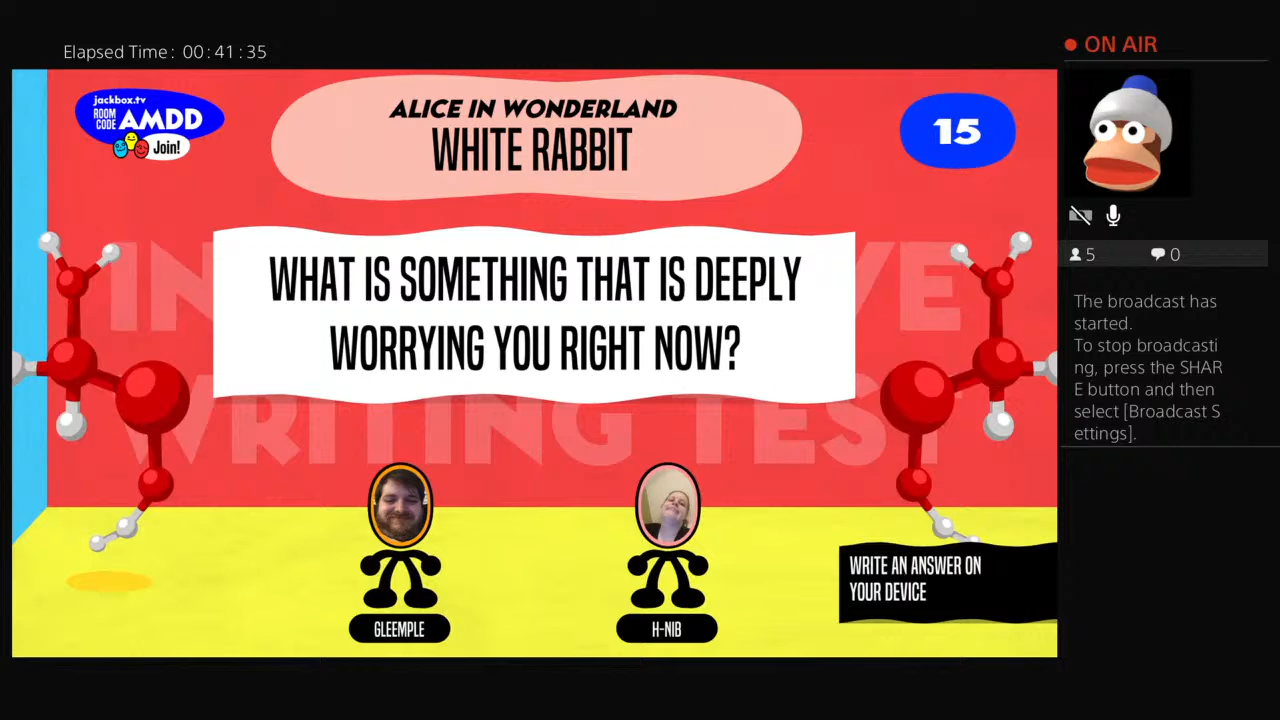 Elapsed Time: 00:41:35
ON AIR
jackbox.tv
ROOM
CODE
AMDD
Join!
ALICE IN WONDERLAND
WHITE RABBIT
15
WHAT IS SOMETHING THAT IS DEEPLY
WORRYING YOU RIGHT NOW?
WRITING TEST
5
0
The broadcast has
started.
To stop broadcasti
ng, press the SHAR
E button and then
select [Broadcast S
ettings].
WRITE AN ANSWER ON
YOUR DEVICE
GLEEMPLE
H-NIB